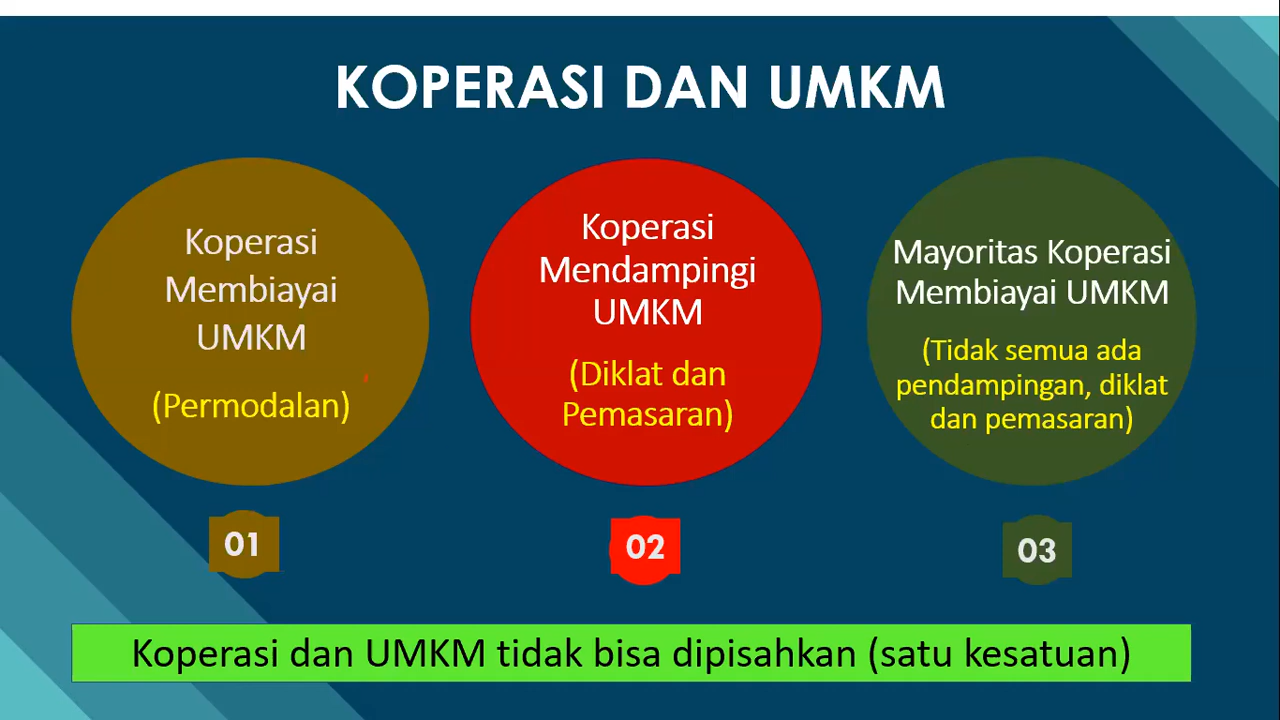 KOPERASI DAN UMKM
Koperasi
Membiayai
UMKM
(Permodalan)
01
Koperasi
Mendampingi
UMKM
(Diklat dan
Pemasaran)
02
Mayoritas Koperasi
Membiayai UMKM
(Tidak semua ada
pendampingan, diklat
dan pemasaran)
03
Koperasi dan UMKM tidak bisa dipisahkan (satu kesatuan)